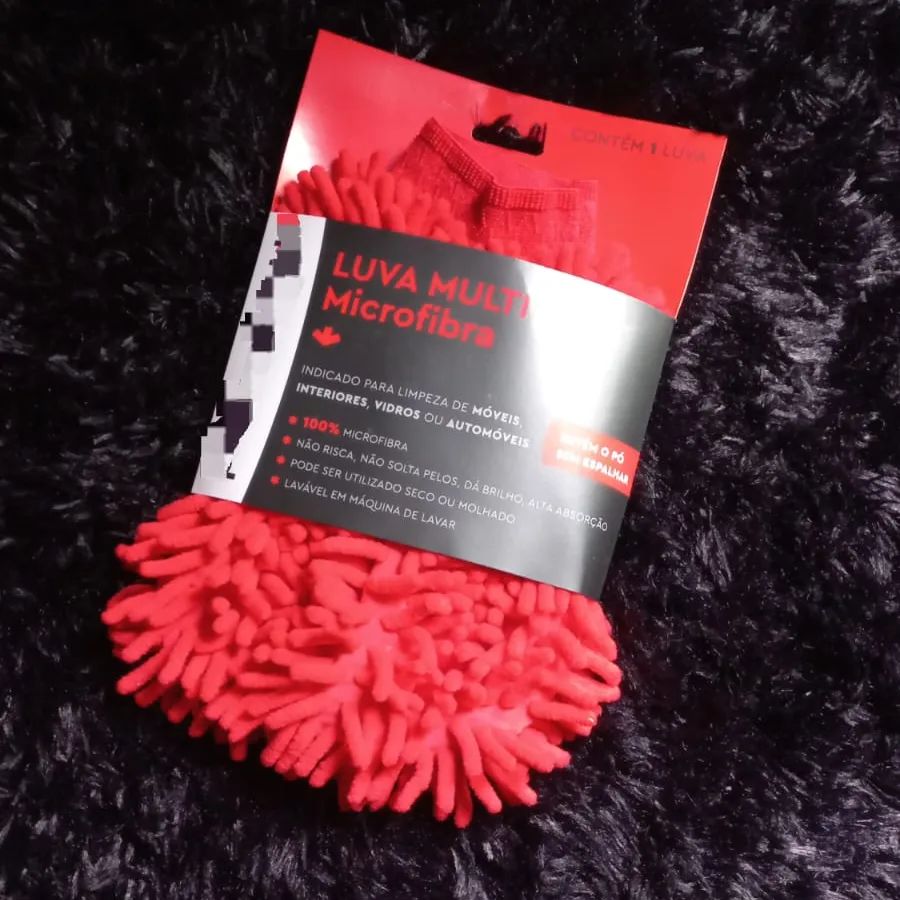 CONTÉM 1 LUVA
LUVA MULTI
Microfibra
INDICADO PARA LIMPEZA DE MÓVEIS,
INTERIORES, VIDROS OU AUTOMÓVEIS
RETÉM O PÓ
SEM ESPALHAR
100% MICROFIBRA
NÃO RISCA, NÃO SOLTA PELOS, DÁ BRILHO, ALTA ABSORÇÃO
PODE SER UTILIZADO SECO OU MOLHADO
LAVÁVEL EM MÁQUINA DE LAVAR